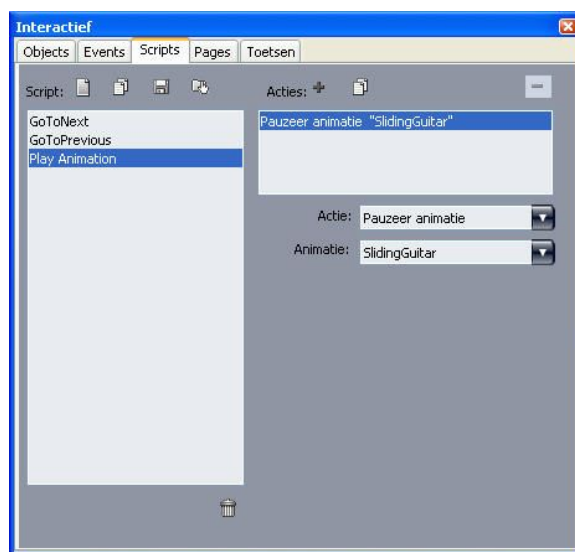 Interactief
Objects Events Scripts Pages Toetsen
Script:
Acties:
GoToNext
GoToPrevious
Play Animation
Pauzeer animatie "SlidingGuitar"
Actie: Pauzeer animatie
Animatie: SlidingGuitar